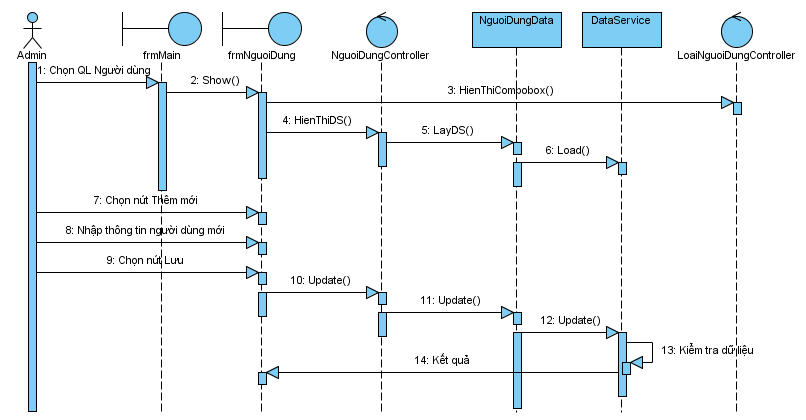 Admin
frmMain
frmNguoiDung
NguoiDungController
NguoiDungData
DataService
LoaiNguoiDungController
1: Chọn QL Người dùng
2: Show()
3: HienThiCompobox()
4: HienThiDS()
5: LayDS()
6: Load()
7: Chọn nút Thêm mới
8: Nhập thông tin người dùng mới
9: Chọn nút Lưu
10: Update()
11: Update()
12: Update()
13: Kiểm tra dữ liệu
14: Kết quả